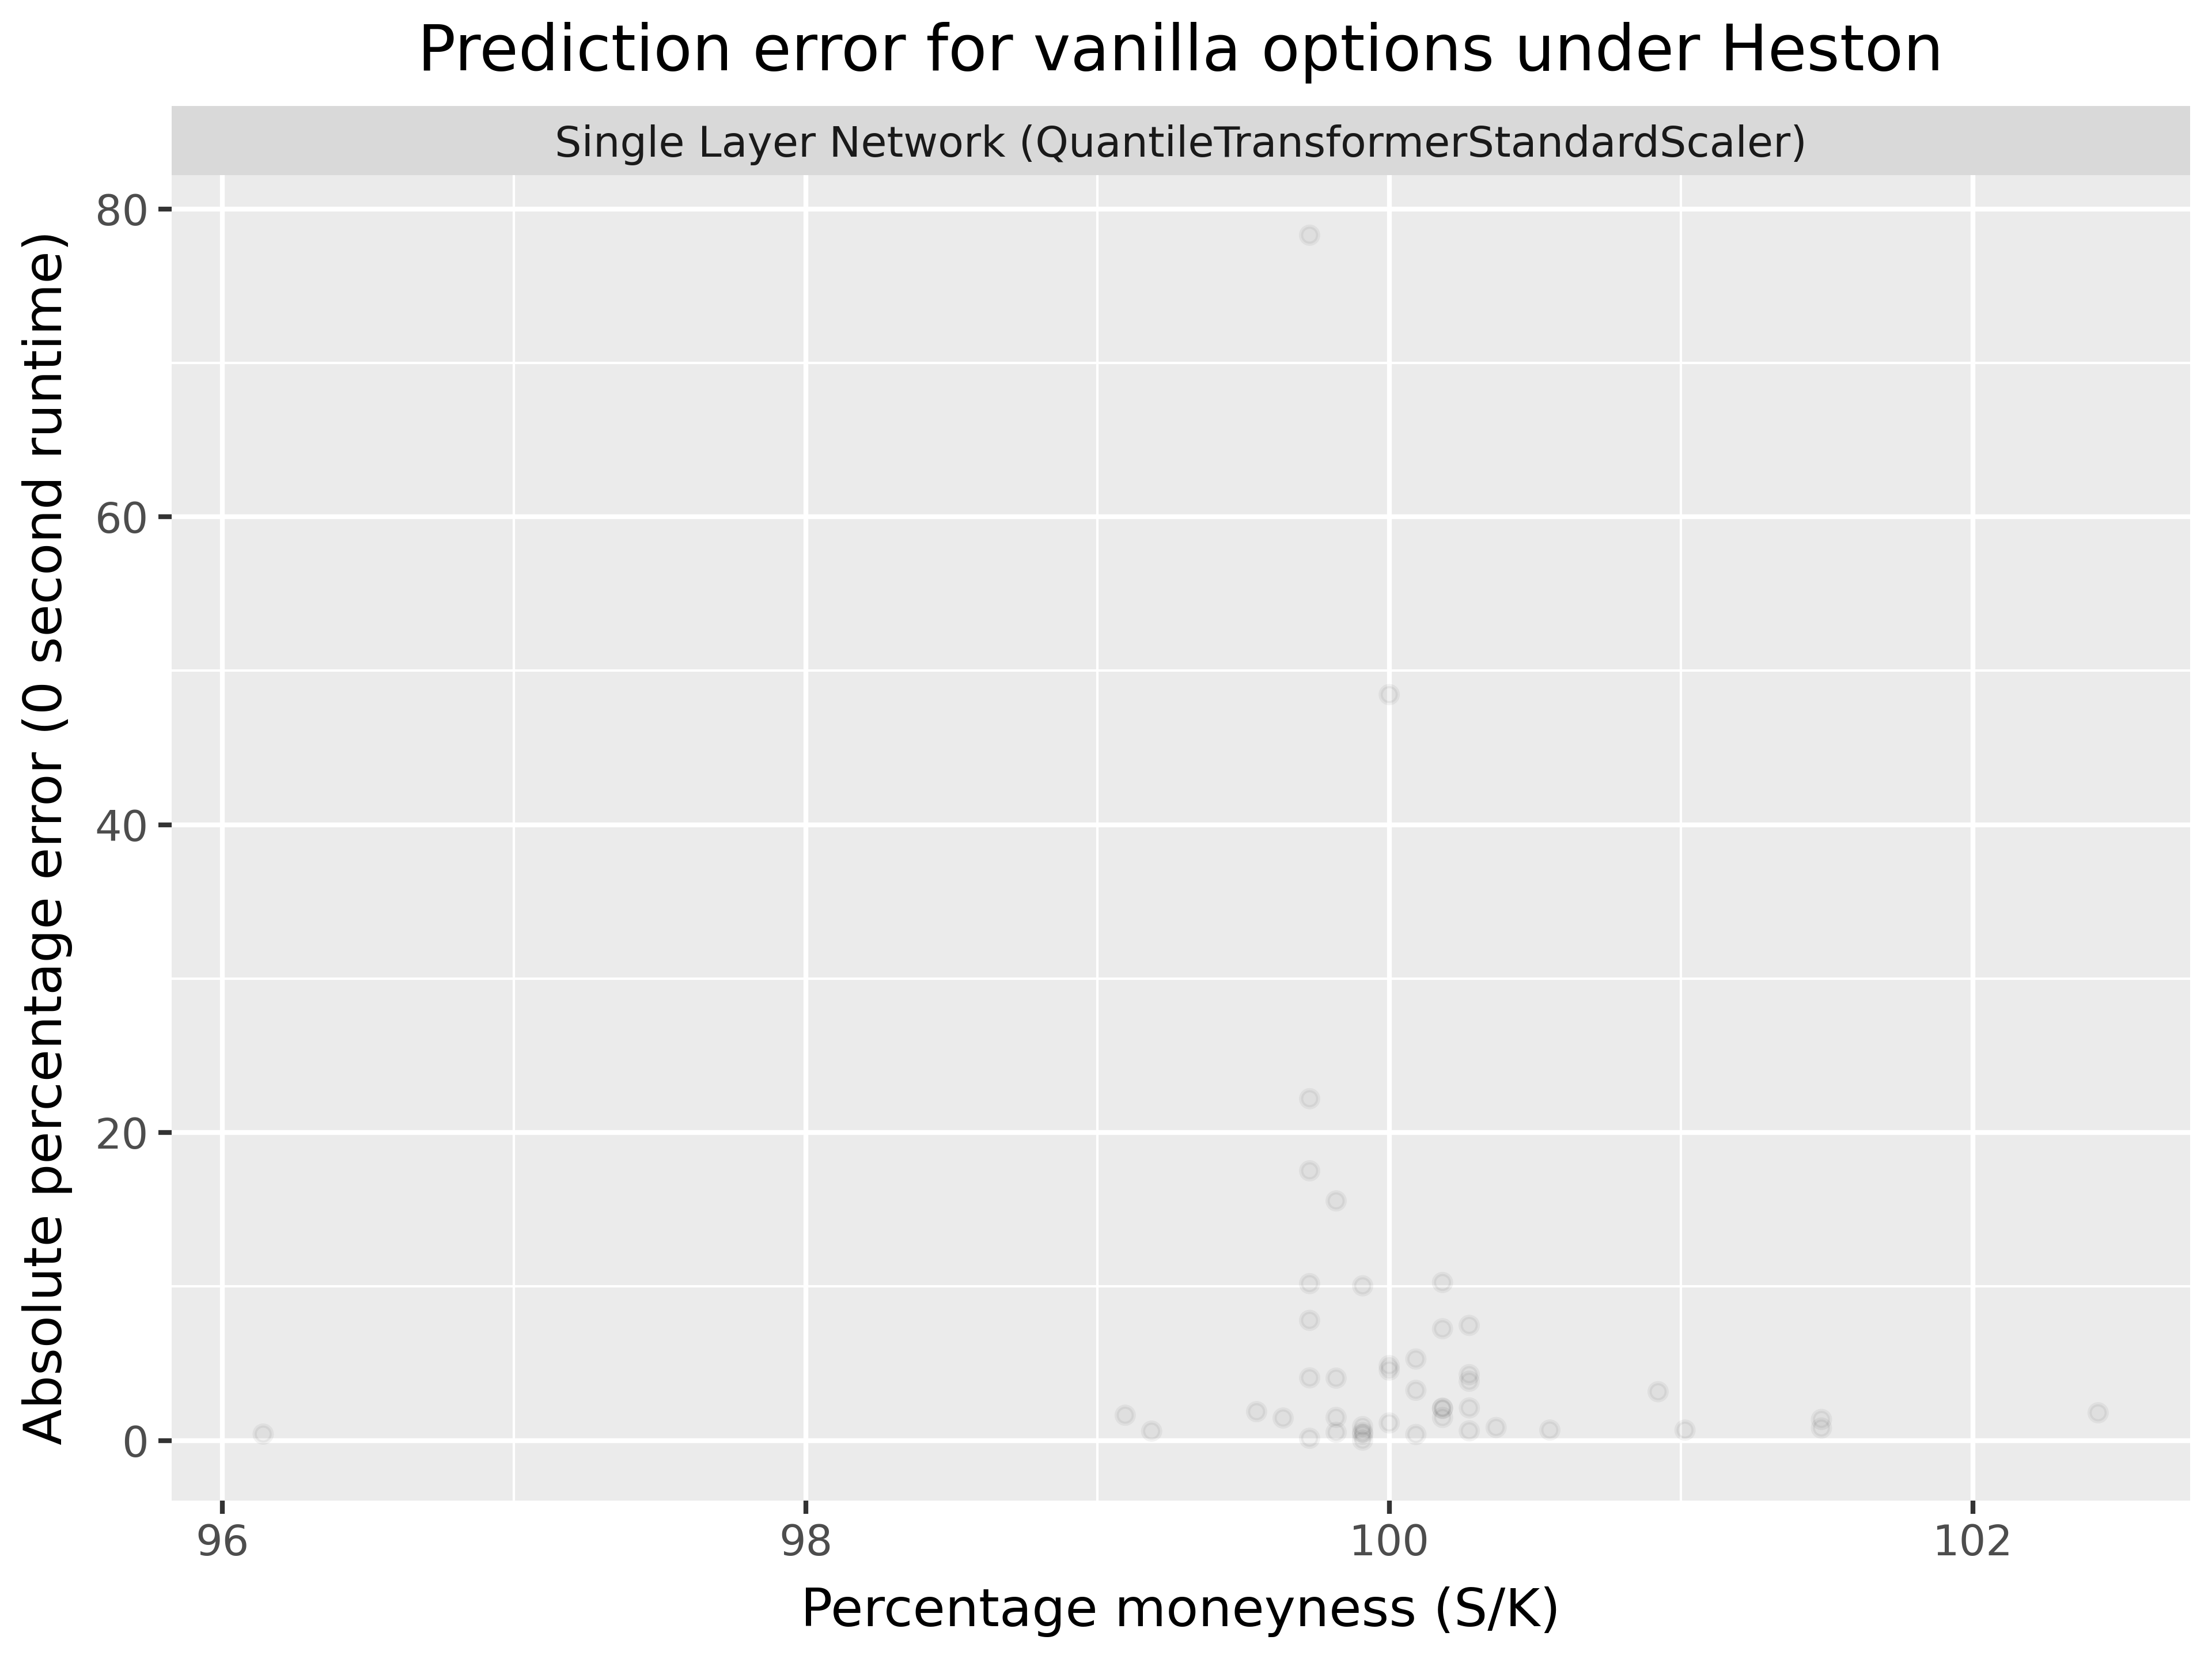 Prediction error for vanilla options under Heston
Single Layer Network (QuantileTransformerStandardScaler)
Absolute percentage error (0 second runtime)
80
60
40
20
0
96
98
100
102
Percentage moneyness (S/K)